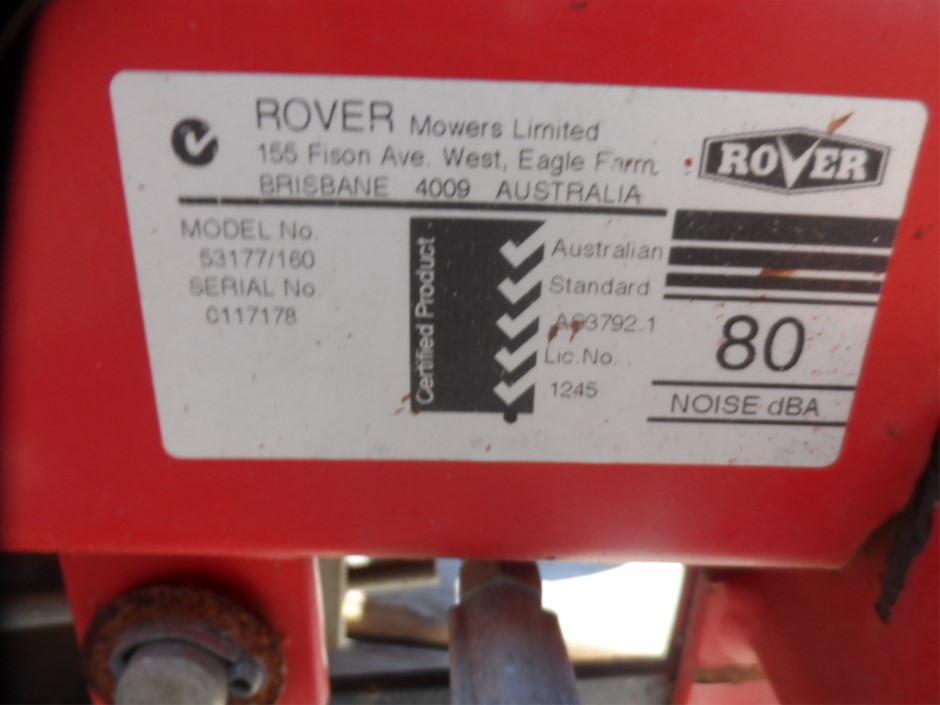 ROVER Mowers Limited
155 Fison Ave. West, Eagle Farm.
BRISBANE 4009 AUSTRALIA
ROVER
MODEL No.
53177/160
SERIAL No.
0117178
Certified Product
Australian
Standard
AS3792.1
Lic.No.
1245
80
NOISE dBA